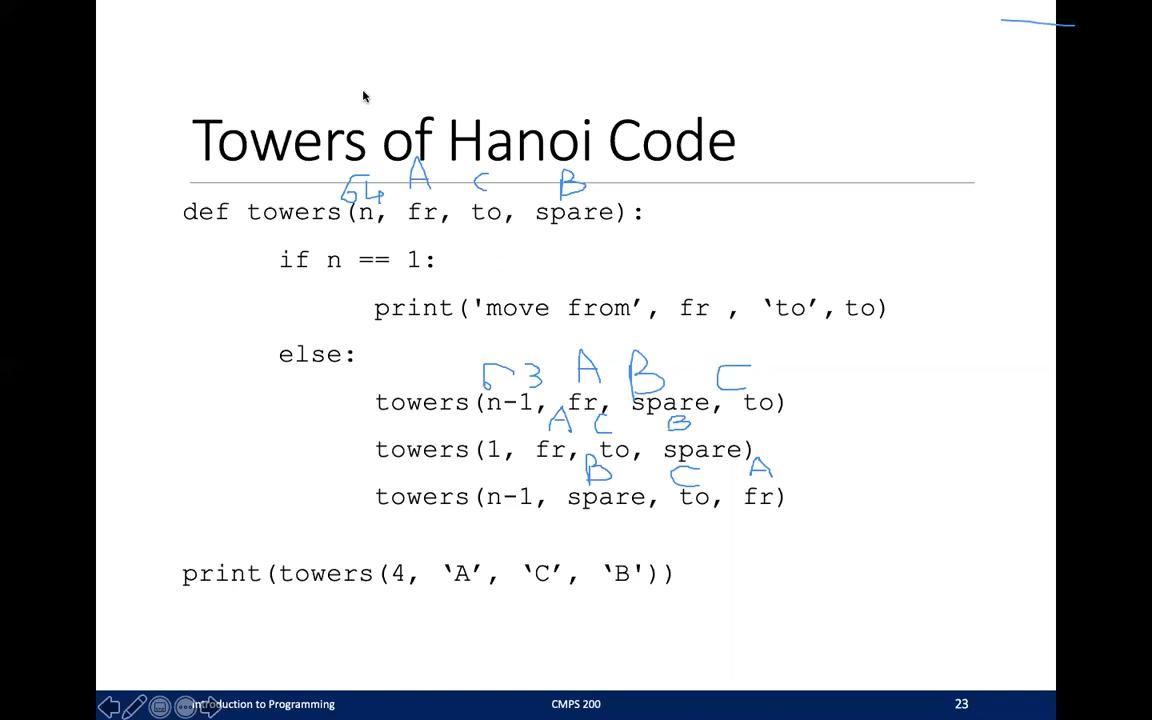 Towers of Hanoi Code
54 A C B
def towers(n, fr, to, spare):
if n == 1:
print('move from’, fr , ‘to’, to)
else:
3 A B C
towers(n-1, fr, spare, to)
A C B
towers(1, fr, to, spare)
B C A
towers(n-1, spare, to, fr)
print(towers(4, ‘A’, ‘C’, ‘B'))
Introduction to Programming
CMPS 200
23